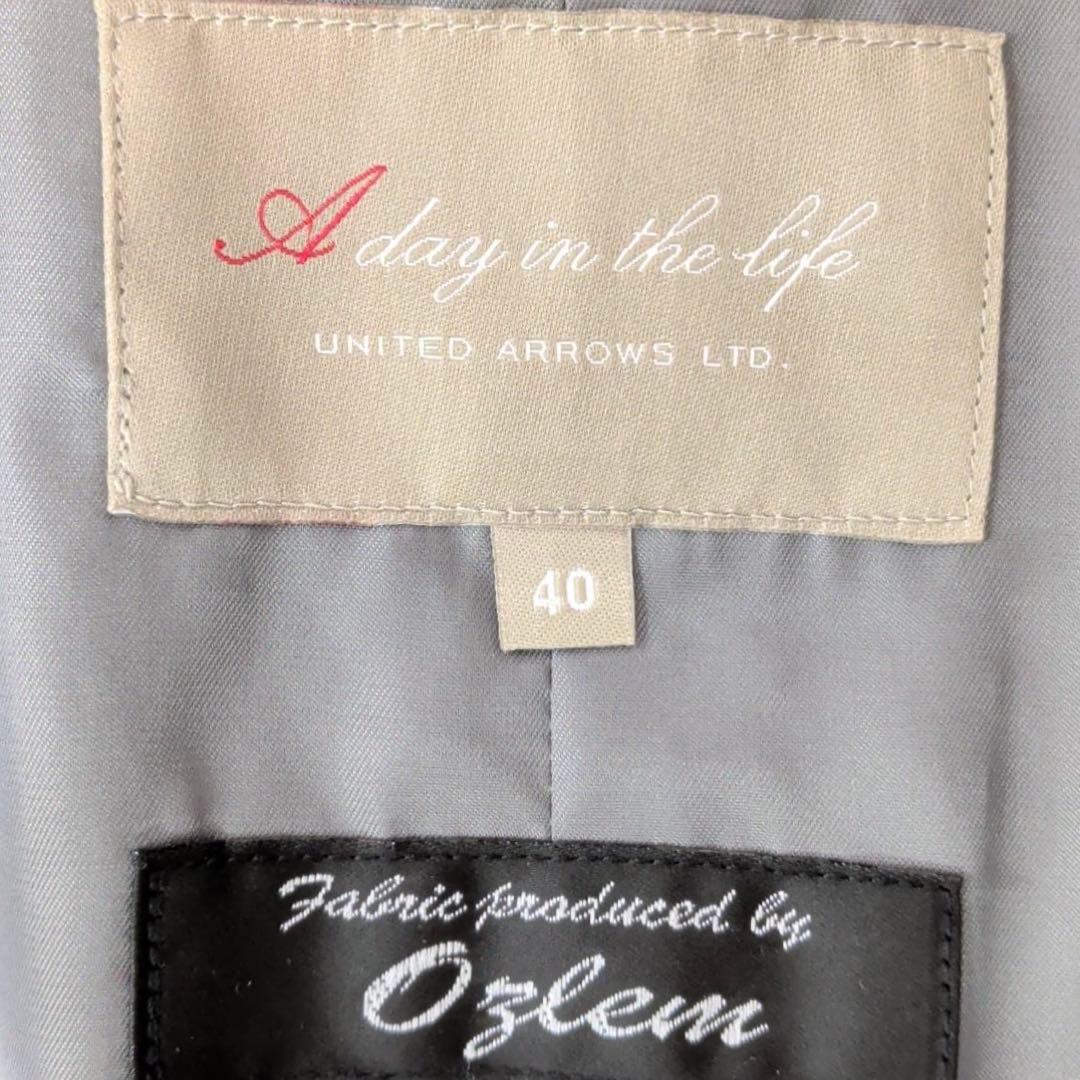 A day in the life
UNITED ARROWS LTD.
40
Fabric produced by
Ozlem